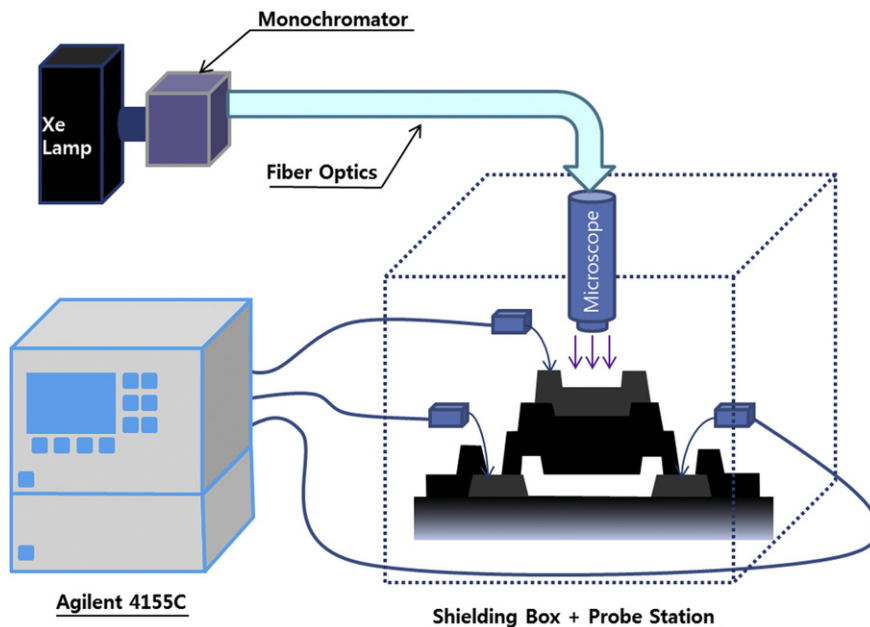 Monochromator
Xe
Lamp
Fiber Optics
Microscope
Agilent 4155C
Shielding Box + Probe Station